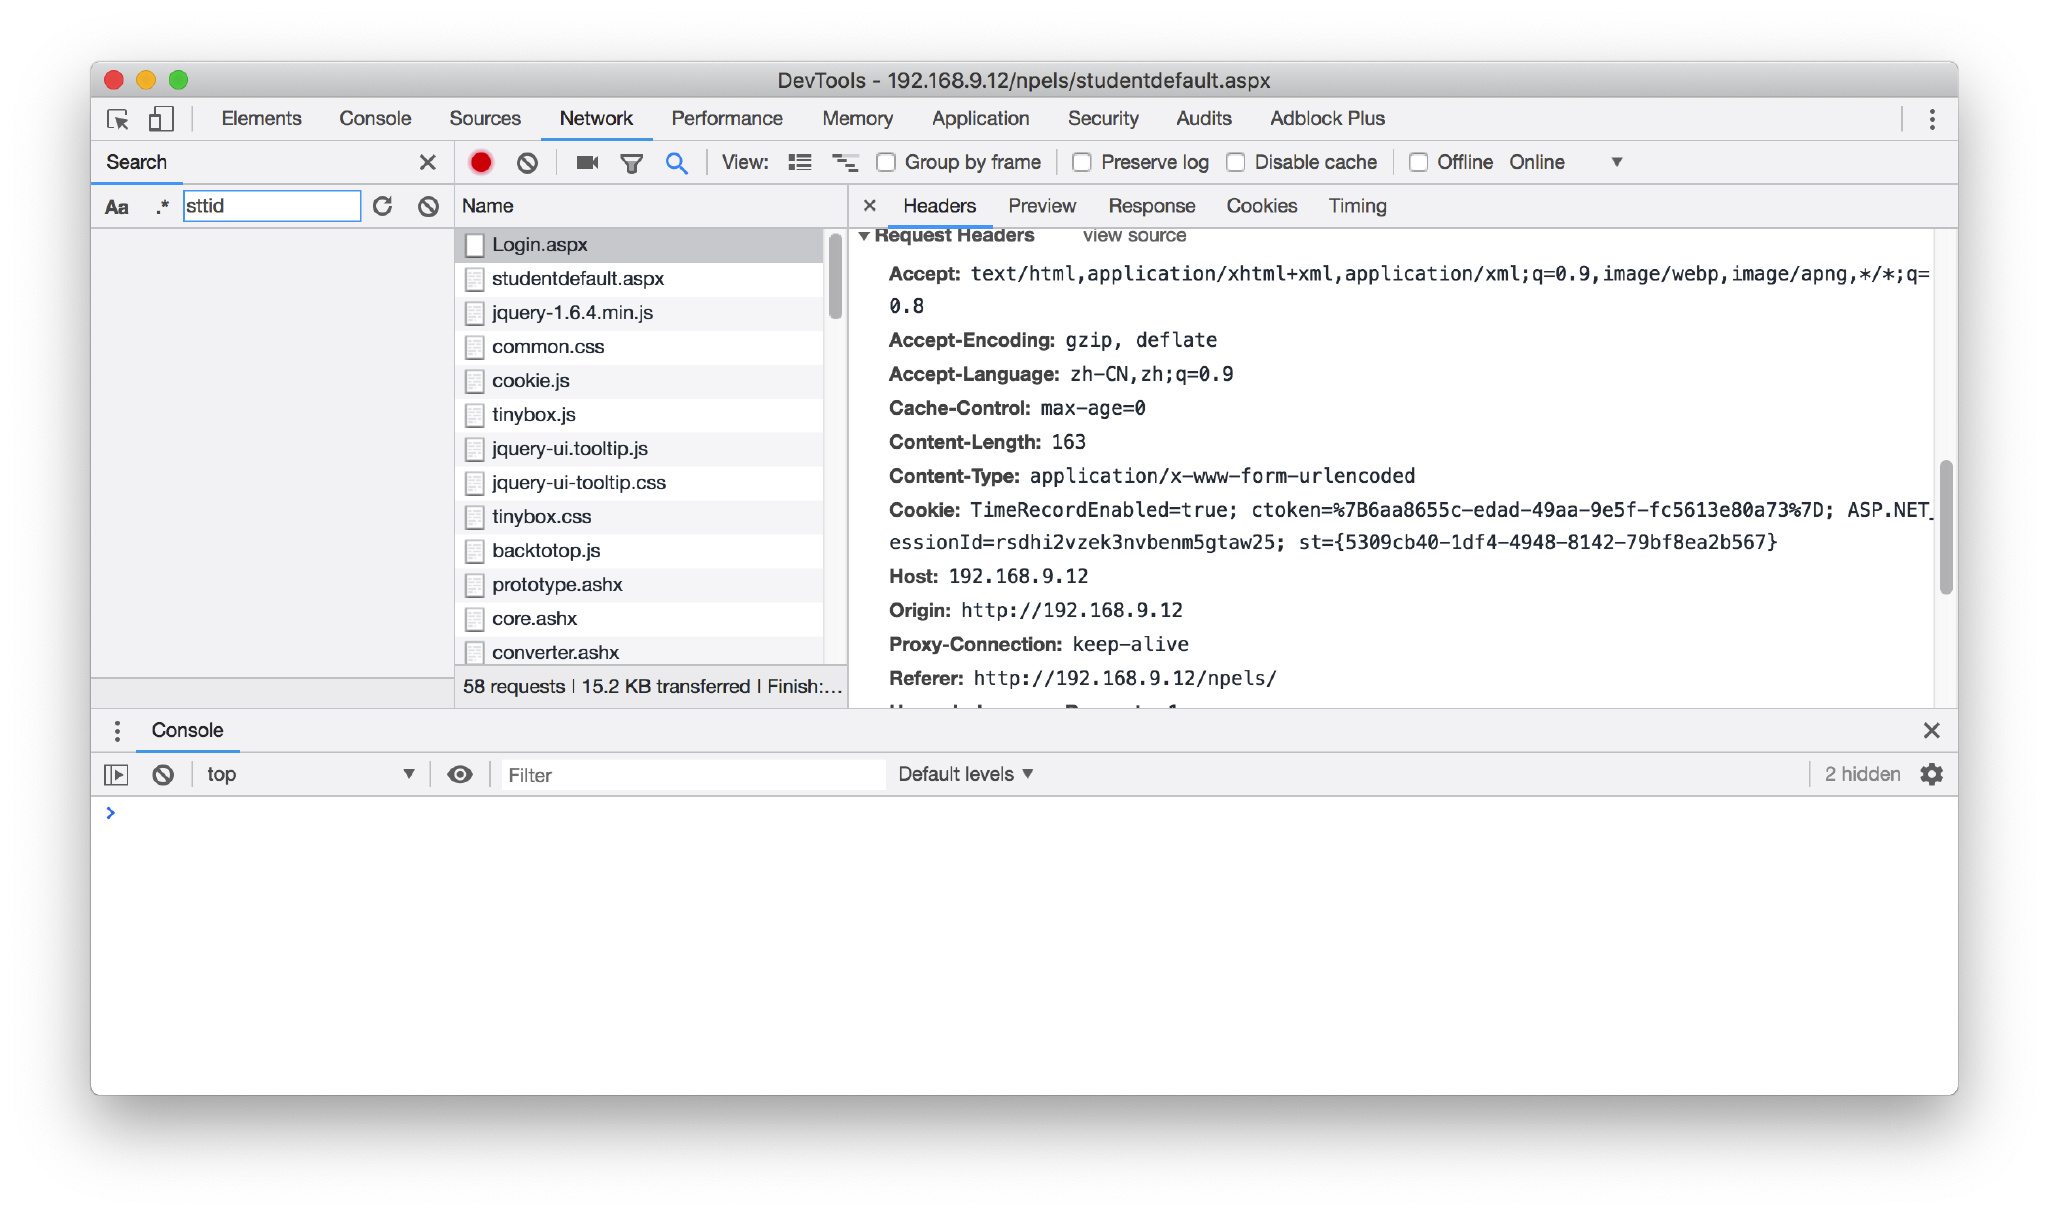 DevTools - 192.168.9.12/npels/studentdefault.aspx
Elements Console Sources Network Performance Memory Application Security Audits Adblock Plus
Search
View: Group by frame Preserve log Disable cache Offline Online
Aa .* sttid
Name
Headers Preview Response Cookies Timing
Login.aspx
studentdefault.aspx
jquery-1.6.4.min.js
common.css
cookie.js
tinybox.js
jquery-ui.tooltip.js
jquery-ui-tooltip.css
tinybox.css
backtotop.js
prototype.ashx
core.ashx
converter.ashx
58 requests | 15.2 KB transferred | Finish:...
Request Headers view source
Accept: text/html,application/xhtml+xml,application/xml;q=0.9,image/webp,image/apng,*/*;q=
0.8
Accept-Encoding: gzip, deflate
Accept-Language: zh-CN,zh;q=0.9
Cache-Control: max-age=0
Content-Length: 163
Content-Type: application/x-www-form-urlencoded
Cookie: TimeRecordEnabled=true; ctoken=%7B6aa8655c-edad-49aa-9e5f-fc5613e80a73%7D; ASP.NET_
essionId=rsdhi2vzek3nvbenm5gtaw25; st={5309cb40-1df4-4948-8142-79bf8ea2b567}
Host: 192.168.9.12
Origin: http://192.168.9.12
Proxy-Connection: keep-alive
Referer: http://192.168.9.12/npels/
Console
top Filter Default levels 2 hidden